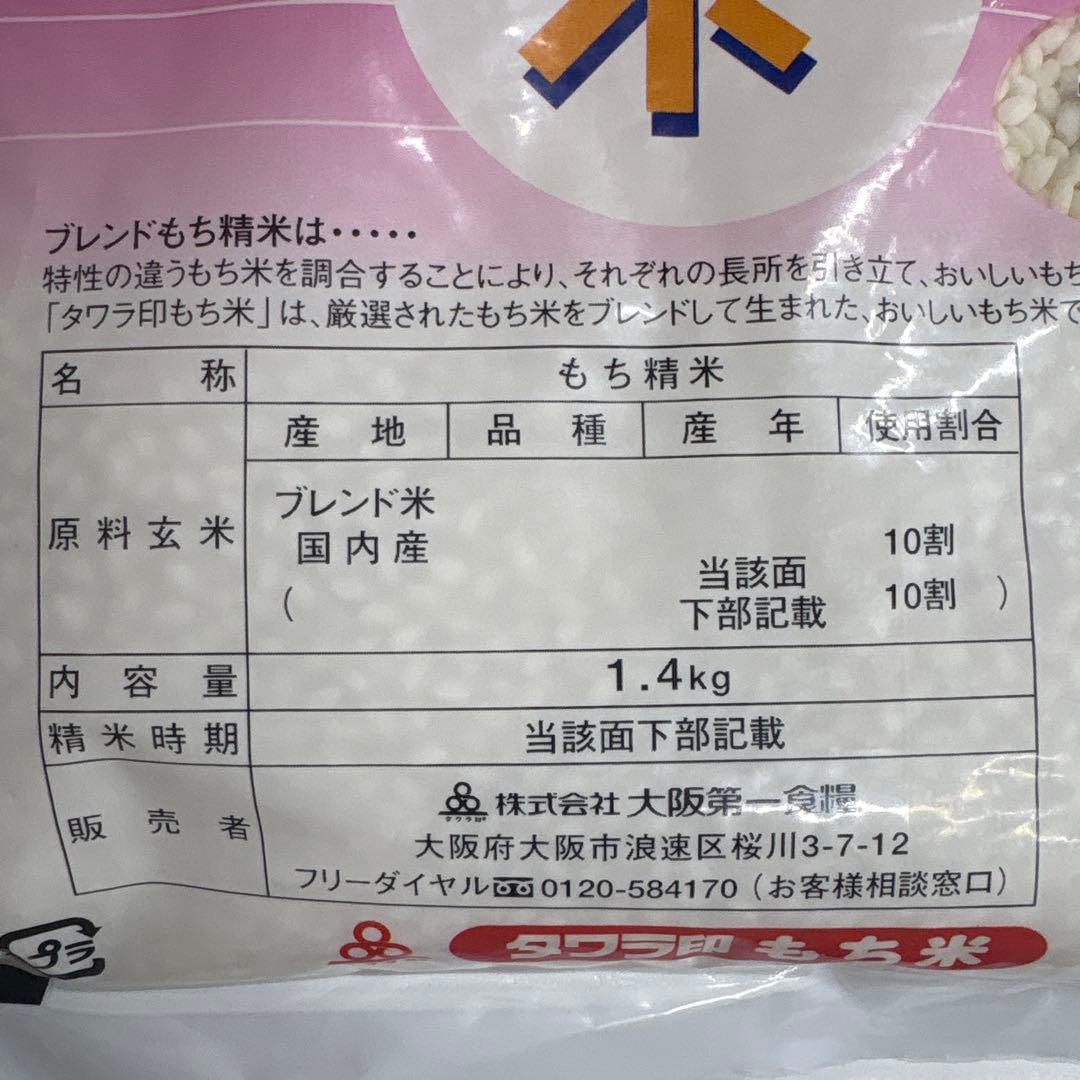 米
ブレンドもち精米は・・・・・
特性の違うもち米を調合することにより、それぞれの長所を引き立て、おいしいもち
「タワラ印もち米」は、厳選されたもち米をブレンドして生まれた、おいしいもち米で
名称 もち精米
原料玄米 産地 品種 産年 使用割合
ブレンド米
国内産 10割
( 当該面 下部記載 10割 )
内容量 1.4kg
精米時期 当該面下部記載
販売者 株式会社 大阪第一食糧
タワラ印
大阪府大阪市浪速区桜川3-7-12
フリーダイヤル 0120-584170（お客様相談窓口）
プラ
タワラ印 もち米